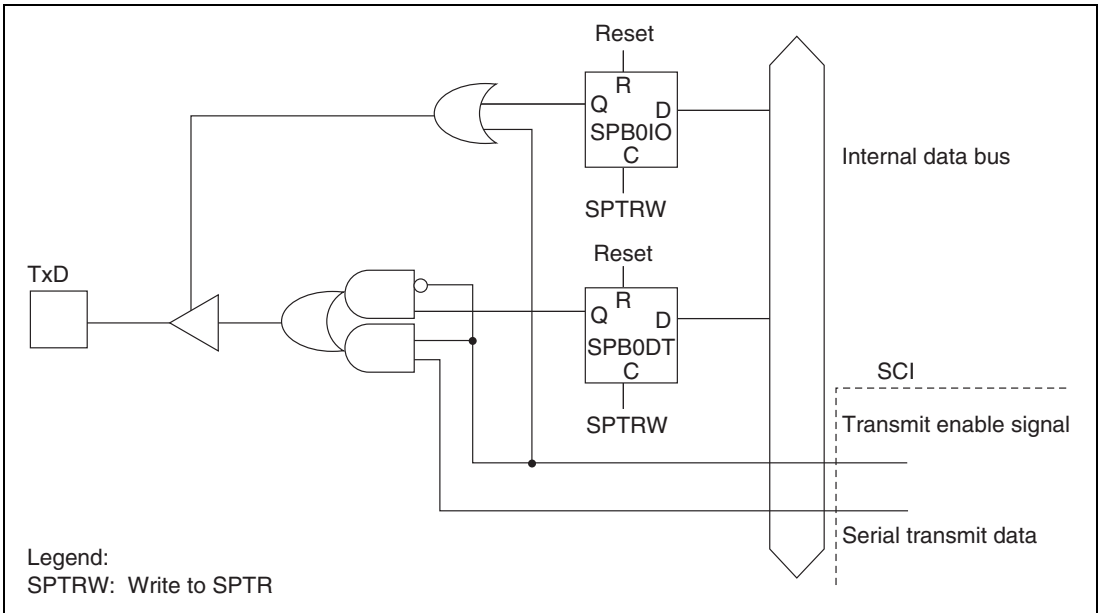 Reset
R
Q D
SPB0IO
C
SPTRW
Internal data bus
Reset
R
Q D
SPB0DT
C
SPTRW
TxD
SCI
Transmit enable signal
Serial transmit data
Legend:
SPTRW: Write to SPTR